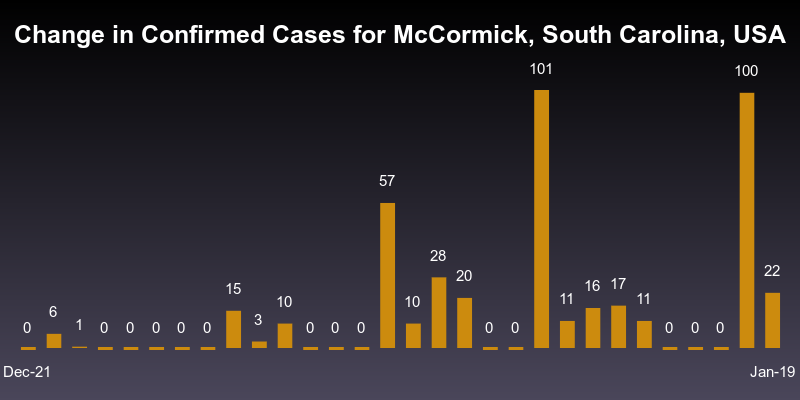 Change in Confirmed Cases for McCormick, South Carolina, USA
0 6 1 0 0 0 0 0 15 3 10 0 0 0 57 10 28 20 0 0 101 11 16 17 11 0 0 0 100 22
Dec-21 Jan-19